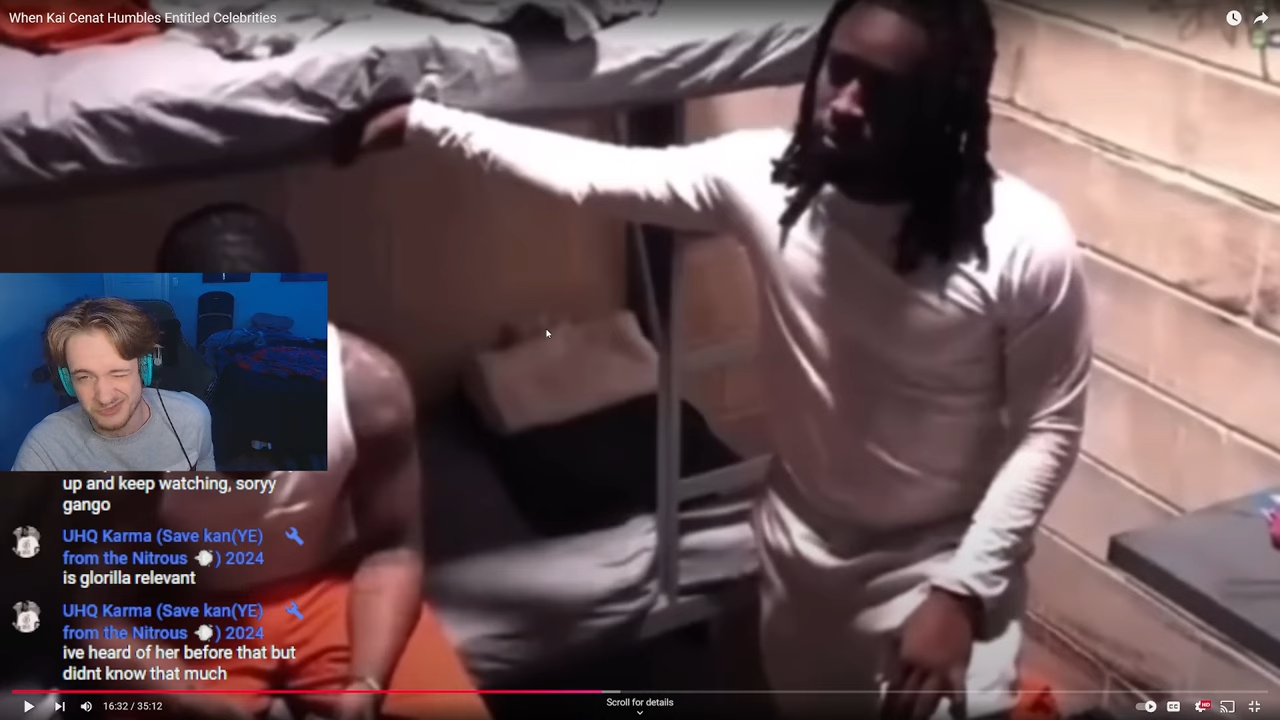 When Kai Cenat Humbles Entitled Celebrities
up and keep watching, soryy
gango
UHQ Karma (Save kan(YE)
from the Nitrous ) 2024
is glorilla relevant
UHQ Karma (Save kan(YE)
from the Nitrous ) 2024
ive heard of her before that but
didnt know that much
16:32 / 35:12
Scroll for details
CC
HD